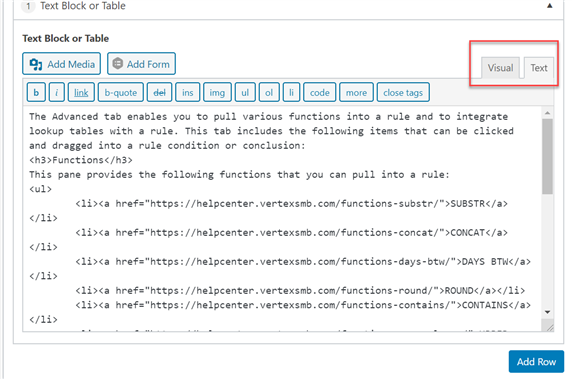 1 Text Block or Table
Text Block or Table
Add Media Add Form
Visual Text
b i link b-quote del ins img ul ol li code more close tags
The Advanced tab enables you to pull various functions into a rule and to integrate
lookup tables with a rule. This tab includes the following items that can be clicked
and dragged into a rule condition or conclusion:
<h3>Functions</h3>
This pane provides the following functions that you can pull into a rule:
<ul>
<li><a href="https://helpcenter.vertexsmb.com/functions-substr/">SUBSTR</a>
</li>
<li><a href="https://helpcenter.vertexsmb.com/functions-concat/">CONCAT</a>
</li>
<li><a href="https://helpcenter.vertexsmb.com/functions-days-btw/">DAYS BTW</a>
</li>
<li><a href="https://helpcenter.vertexsmb.com/functions-round/">ROUND</a></li>
<li><a href="https://helpcenter.vertexsmb.com/functions-contains/">CONTAINS</a>
</li>
Add Row